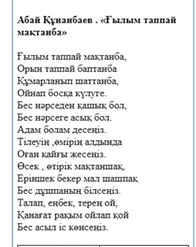 Абай Құнанбаев . «Ғылым таппай
мақтанба»
Ғылым таппай мақтанба,
Орын таппай баптанба
Құмарланып шаттанба,
Ойнап босқа күлуге.
Бес нәрседен қашық бол,
Бес нәрсеге асық бол.
Адам болам десеңіз.
Тілеуің ,өмірің алдында
Оған қайғы жесеңіз.
Өсек , өтірік мақтаншақ,
Еріншек бекер мал шашпақ
Бес дұшпаның білсеңіз.
Талап, еңбек, терең ой,
Қанағат рақым ойлап қой
Бес асыл іс көнсеңіз.